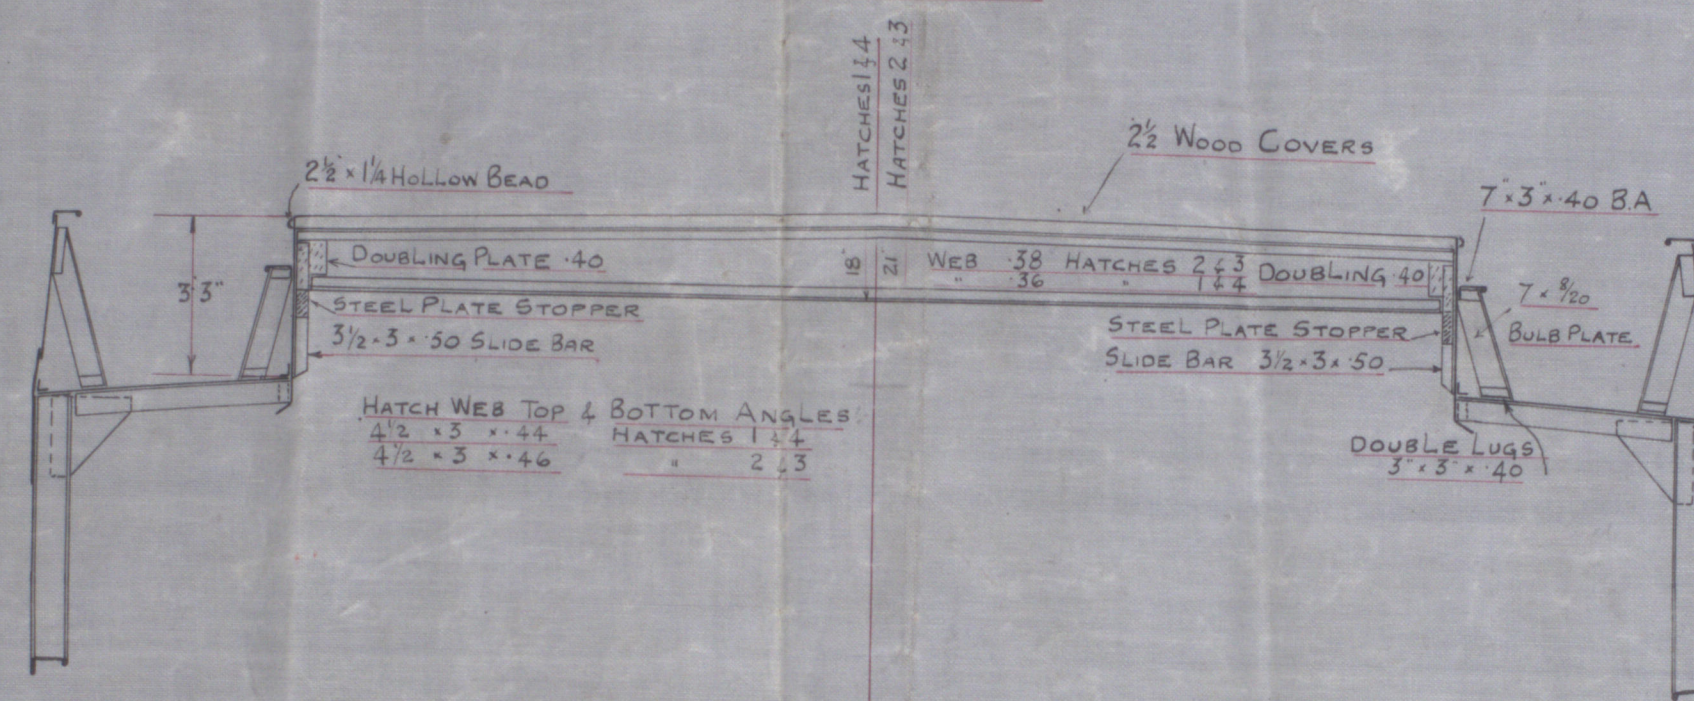 HATCHES 1 & 4
HATCHES 2 & 3
2½" × 1¼ HOLLOW BEAD
2½ WOOD COVERS
7" × 3" × ·40 B.A
DOUBLING PLATE ·40
18"
21"
WEB ·38 HATCHES 2 & 3
" ·36 " 1 & 4
DOUBLING ·40
3' 3"
STEEL PLATE STOPPER
3½ × 3 × ·50 SLIDE BAR
7 × 8/20
BULB PLATE
STEEL PLATE STOPPER
SLIDE BAR 3½ × 3 × ·50
HATCH WEB TOP & BOTTOM ANGLES
4½ × 3 × ·44 HATCHES 1 & 4
4½ × 3 × ·46 " 2 & 3
DOUBLE LUGS
3" × 3" × ·40